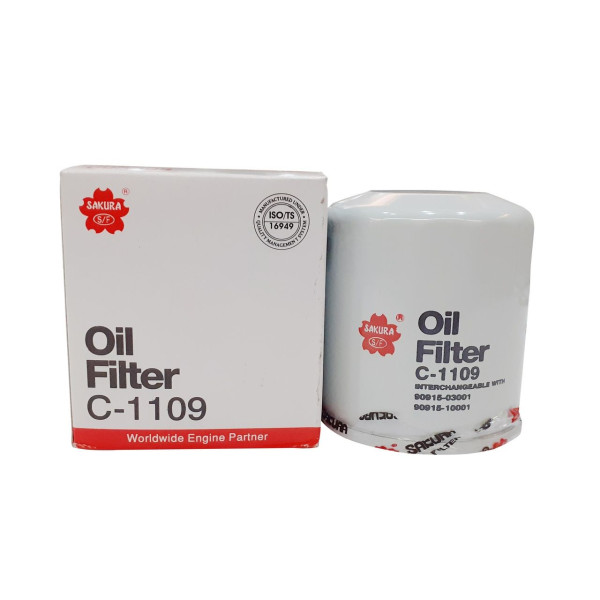 SAKURA
®
S/F
MANUFACTURED UNDER
ISO/TS
16949
QUALITY MANAGEMENT SYSTEM
Oil
Filter
C-1109
Worldwide Engine Partner
SAKURA
®
S/F
Oil
Filter
C-1109
INTERCHANGEABLE WITH
90915-03001
90915-10001
SAKURA
FILTER